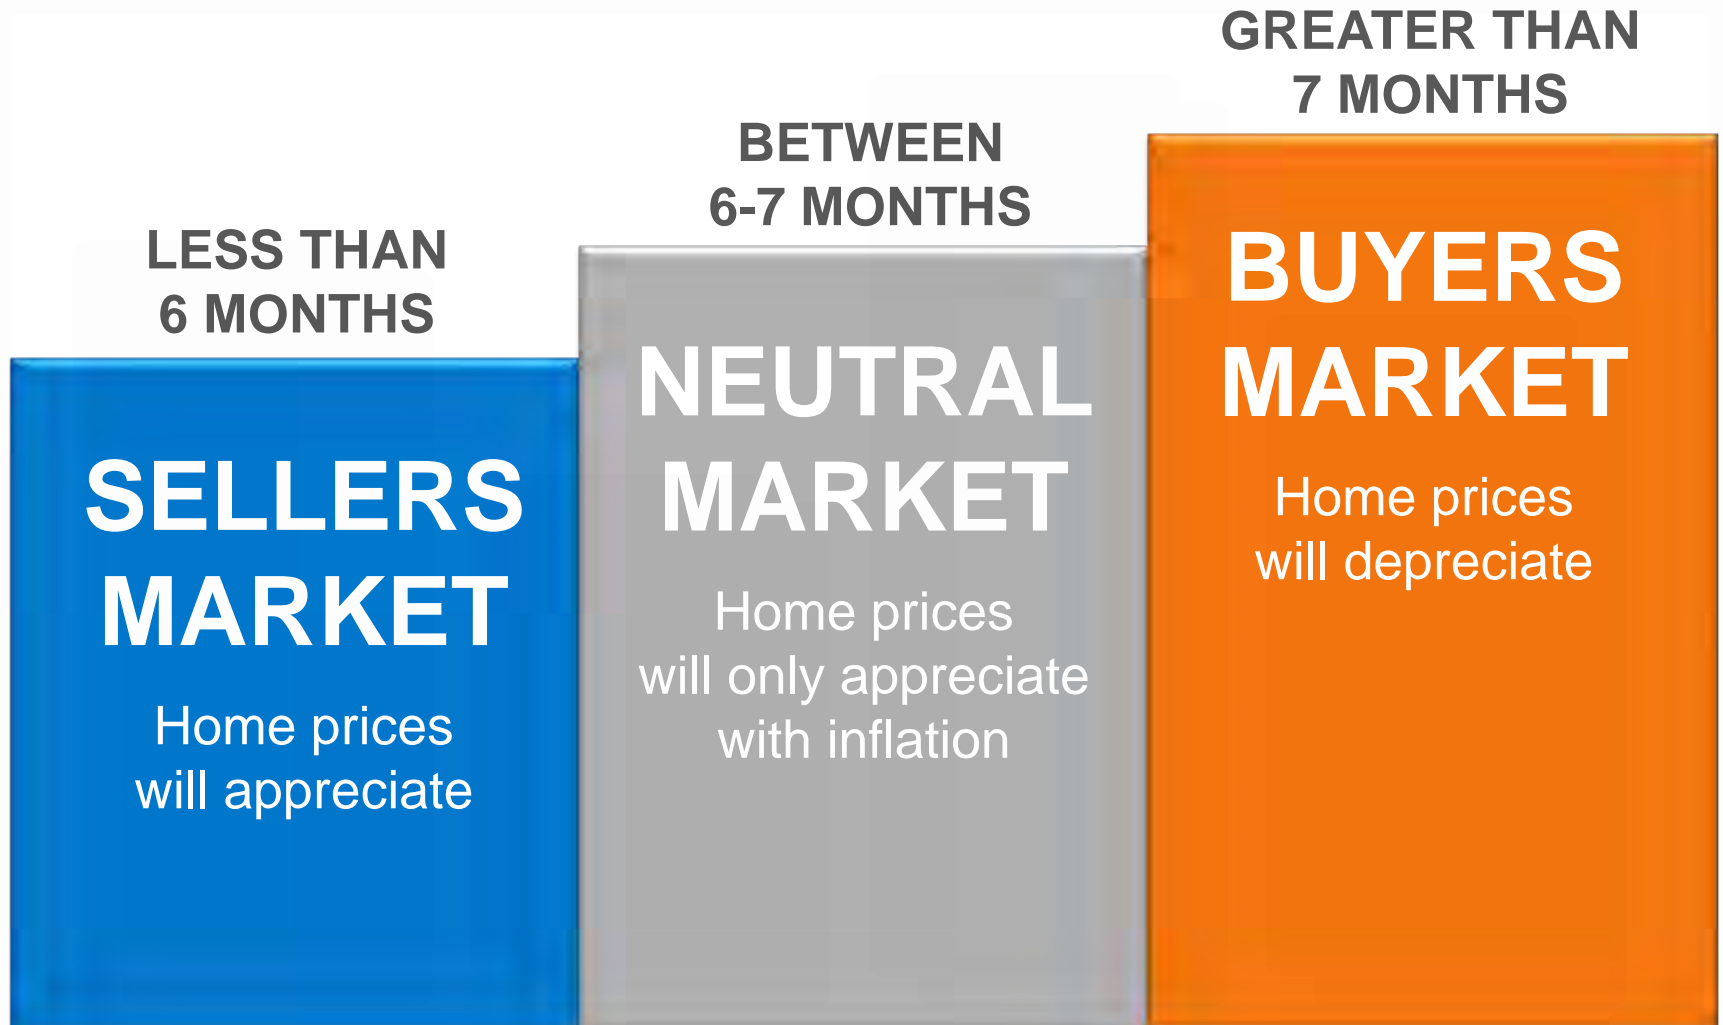 LESS THAN
6 MONTHS
SELLERS
MARKET
Home prices
will appreciate
BETWEEN
6-7 MONTHS
NEUTRAL
MARKET
Home prices
will only appreciate
with inflation
GREATER THAN
7 MONTHS
BUYERS
MARKET
Home prices
will depreciate